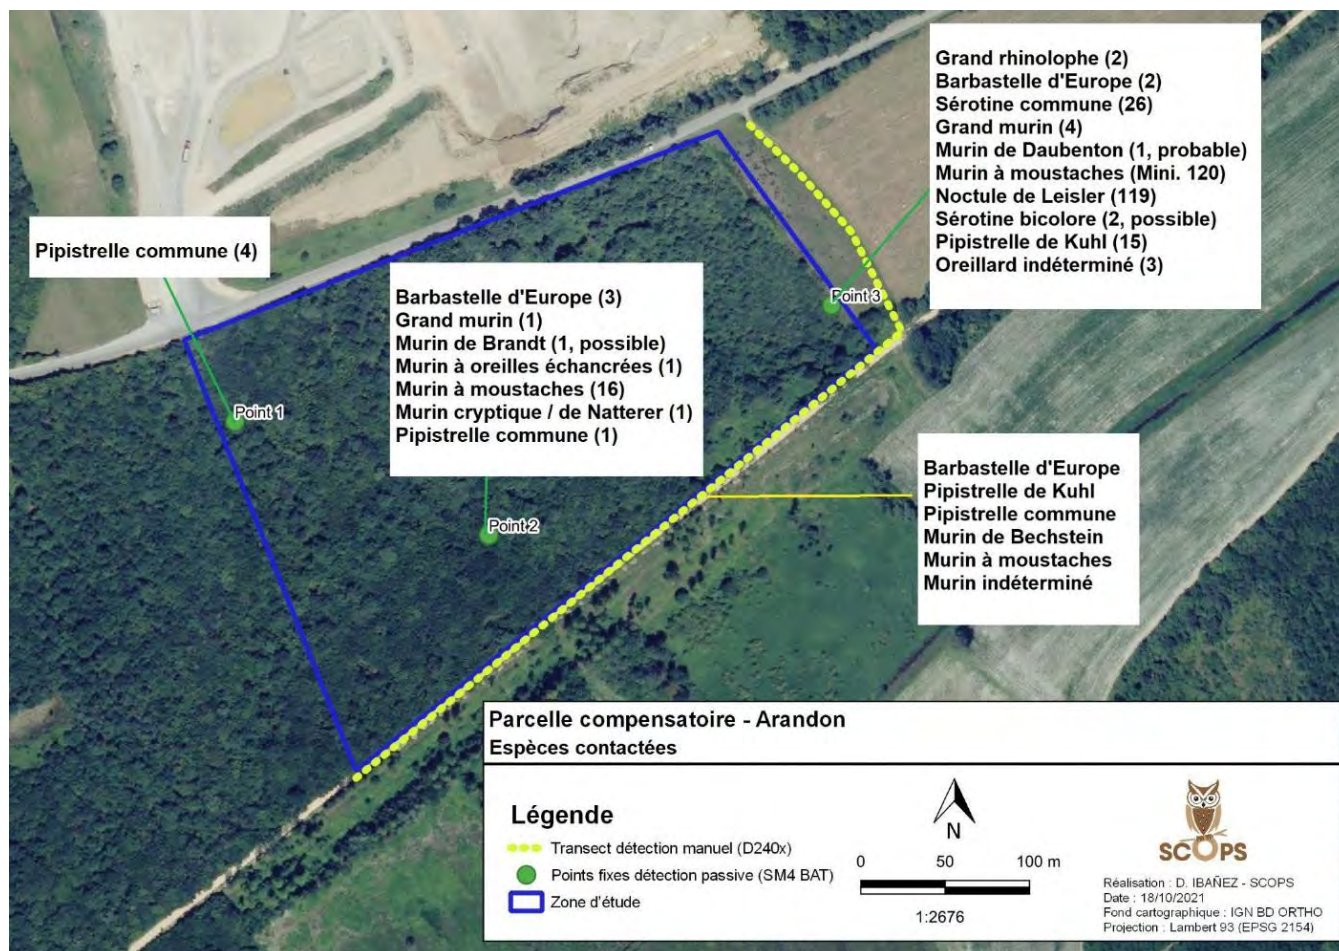 Grand rhinolophe (2)
Barbastelle d'Europe (2)
Sérotine commune (26)
Grand murin (4)
Murin de Daubenton (1, probable)
Murin à moustaches (Mini. 120)
Noctule de Leisler (119)
Sérotine bicolore (2, possible)
Pipistrelle de Kuhl (15)
Oreillard indéterminé (3)
Pipistrelle commune (4)
Barbastelle d'Europe (3)
Grand murin (1)
Murin de Brandt (1, possible)
Murin à oreilles échancrées (1)
Murin à moustaches (16)
Murin cryptique / de Natterer (1)
Pipistrelle commune (1)
Point 3
Point 1
Point 2
Barbastelle d'Europe
Pipistrelle de Kuhl
Pipistrelle commune
Murin de Bechstein
Murin à moustaches
Murin indéterminé
Parcelle compensatoire - Arandon
Espèces contactées
Légende
Transect détection manuel (D240x)
Points fixes détection passive (SM4 BAT)
Zone d'étude
N
0 50 100 m
1:2676
SCOPS
Réalisation : D. IBAÑEZ - SCOPS
Date : 18/10/2021
Fond cartographique : IGN BD ORTHO
Projection : Lambert 93 (EPSG 2154)